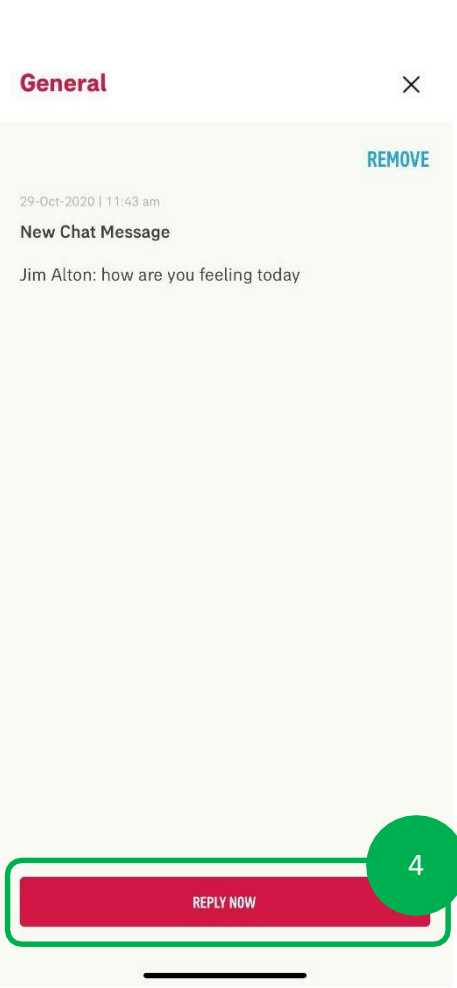 General
REMOVE
29-Oct-2020 | 11:43 am
New Chat Message
Jim Alton: how are you feeling today
4
REPLY NOW